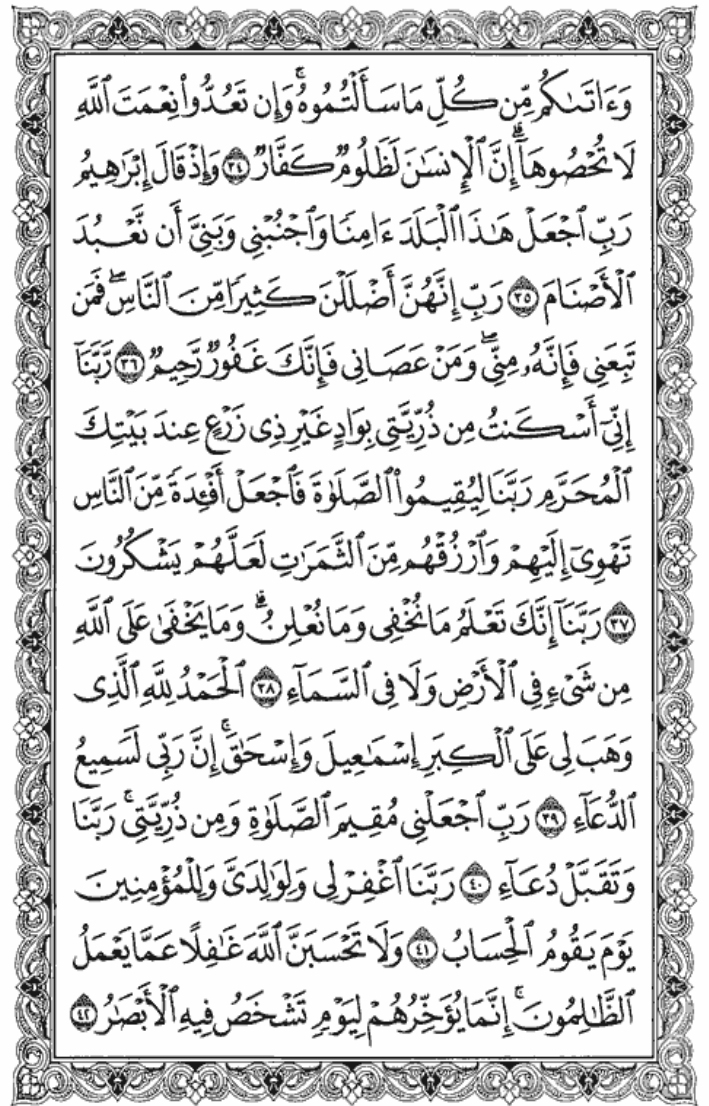 وَءَاتَىٰكُم مِّن كُلِّ مَا سَأَلْتُمُوهُۚ وَإِن تَعُدُّوا۟ نِعْمَتَ ٱللَّهِ
لَا تُحْصُوهَآۗ إِنَّ ٱلْإِنسَٰنَ لَظَلُومٌ كَفَّارٌ ٣٤ وَإِذْ قَالَ إِبْرَٰهِيمُ
رَبِّ ٱجْعَلْ هَٰذَا ٱلْبَلَدَ ءَامِنًا وَٱجْنُبْنِى وَبَنِىَّ أَن نَّعْبُدَ
ٱلْأَصْنَامَ ٣٥ رَبِّ إِنَّهُنَّ أَضْلَلْنَ كَثِيرًا مِّنَ ٱلنَّاسِۖ فَمَن
تَبِعَنِى فَإِنَّهُۥ مِنِّىۖ وَمَنْ عَصَانِى فَإِنَّكَ غَفُورٌ رَّحِيمٌ ٣٦ رَّبَّنَآ
إِنِّىٓ أَسْكَنتُ مِن ذُرِّيَّتِى بِوَادٍ غَيْرِ ذِى زَرْعٍ عِندَ بَيْتِكَ
ٱلْمُحَرَّمِ رَبَّنَا لِيُقِيمُوا۟ ٱلصَّلَوٰةَ فَٱجْعَلْ أَفْـِٔدَةً مِّنَ ٱلنَّاسِ
تَهْوِىٓ إِلَيْهِمْ وَٱرْزُقْهُم مِّنَ ٱلثَّمَرَٰتِ لَعَلَّهُمْ يَشْكُرُونَ
٣٧ رَبَّنَآ إِنَّكَ تَعْلَمُ مَا نُخْفِى وَمَا نُعْلِنُۗ وَمَا يَخْفَىٰ عَلَى ٱللَّهِ
مِن شَىْءٍ فِى ٱلْأَرْضِ وَلَا فِى ٱلسَّمَآءِ ٣٨ ٱلْحَمْدُ لِلَّهِ ٱلَّذِى
وَهَبَ لِى عَلَى ٱلْكِبَرِ إِسْمَٰعِيلَ وَإِسْحَٰقَۚ إِنَّ رَبِّى لَسَمِيعُ
ٱلدُّعَآءِ ٣٩ رَبِّ ٱجْعَلْنِى مُقِيمَ ٱلصَّلَوٰةِ وَمِن ذُرِّيَّتِىۚ رَبَّنَا
وَتَقَبَّلْ دُعَآءِ ٤٠ رَبَّنَا ٱغْفِرْ لِى وَلِوَٰلِدَىَّ وَلِلْمُؤْمِنِينَ
يَوْمَ يَقُومُ ٱلْحِسَابُ ٤١ وَلَا تَحْسَبَنَّ ٱللَّهَ غَٰفِلًا عَمَّا يَعْمَلُ
ٱلظَّٰلِمُونَۚ إِنَّمَا يُؤَخِّرُهُمْ لِيَوْمٍ تَشْخَصُ فِيهِ ٱلْأَبْصَٰرُ ٤٢